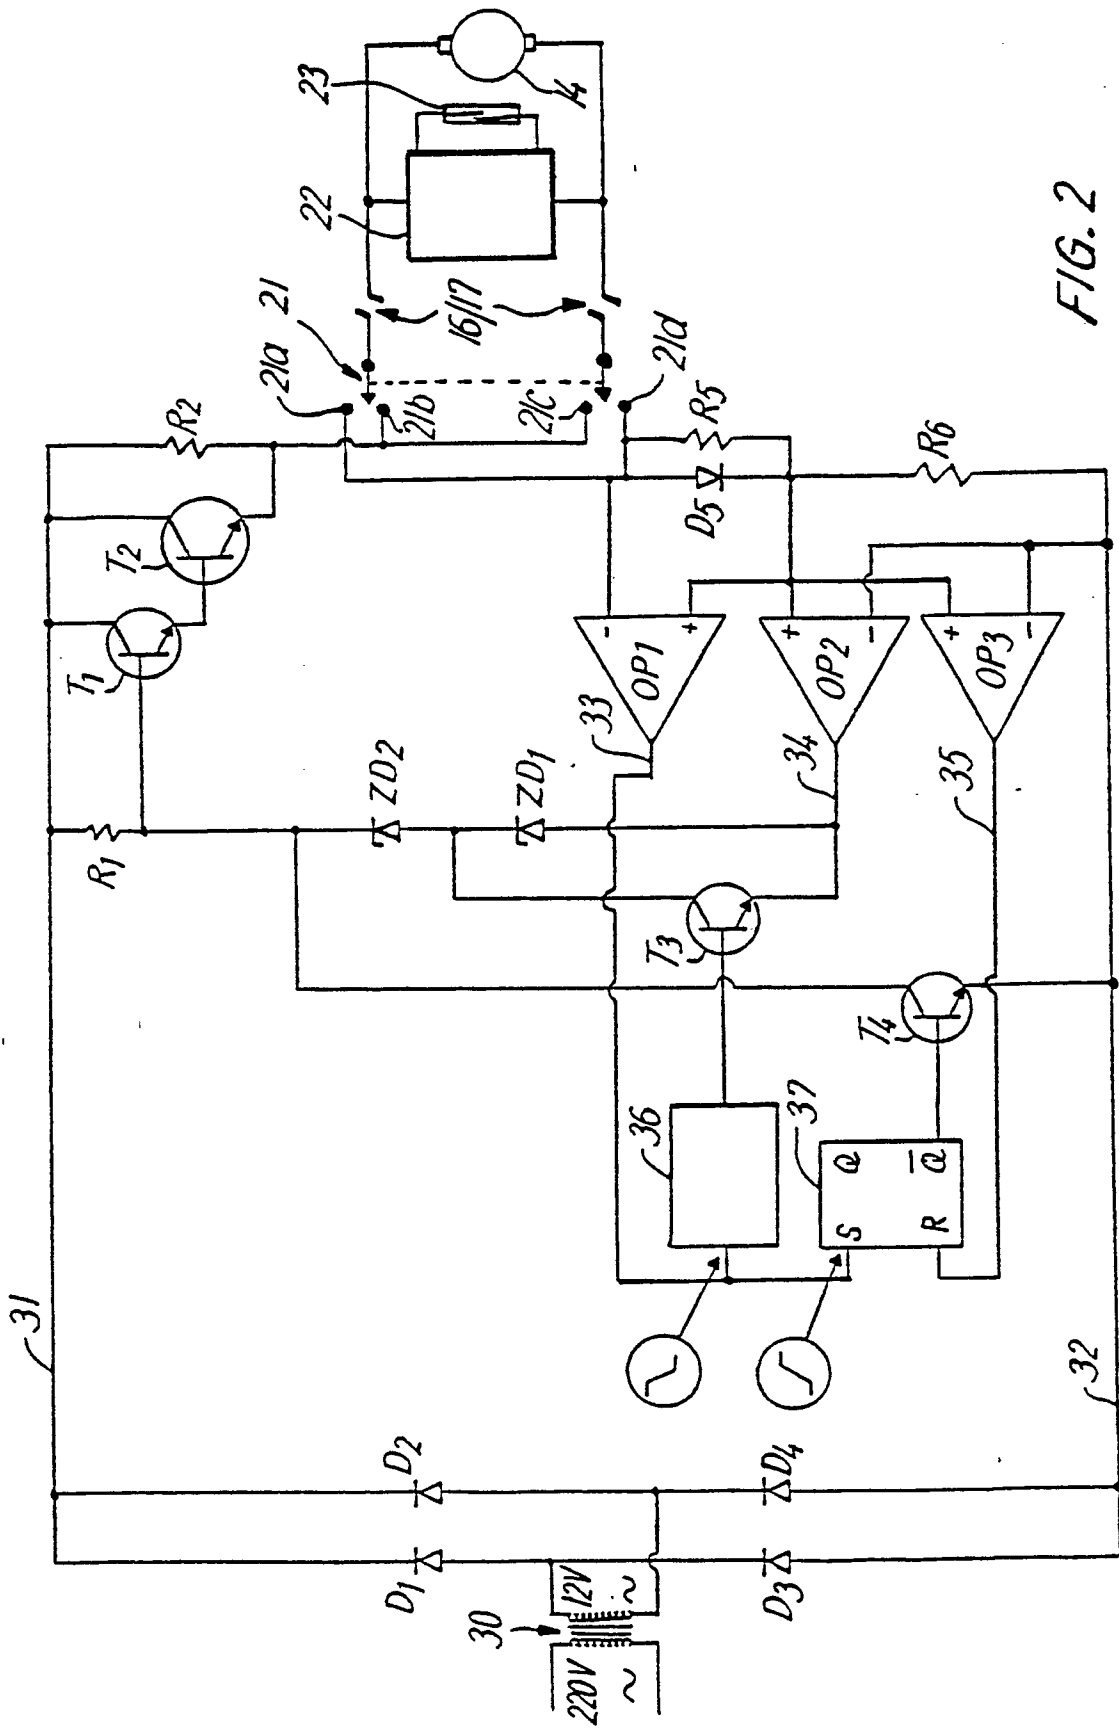 31
R1
T1
T2
R2
21
21a
21b
21c
21d
16/17
22
23
14
D5
R5
R6
ZD2
ZD1
33
OP1
-
+
34
OP2
+
-
35
OP3
+
-
T3
T4
36
37
S
Q
R
Q̅
D1
D2
D3
D4
30
220V
~
12V
~
32
FIG. 2